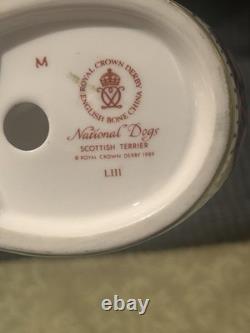 M
ROYAL CROWN DERBY
ENGLISH BONE CHINA
National Dogs
SCOTTISH TERRIER
© ROYAL CROWN DERBY 1989
LIII